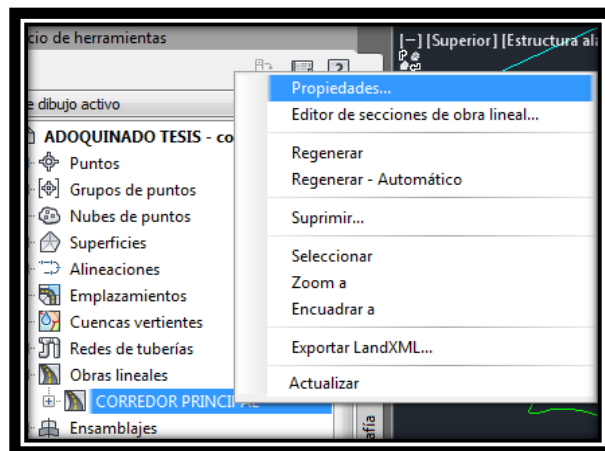 cio de herramientas
[−] [Superior] [Estructura al
Propiedades...
e dibujo activo
Editor de secciones de obra lineal...
ADOQUINADO TESIS - co
Puntos
Regenerar
Grupos de puntos
Regenerar - Automático
Nubes de puntos
Suprimir...
Superficies
Seleccionar
Alineaciones
Zoom a
Emplazamientos
Encuadrar a
Cuencas vertientes
Redes de tuberías
Exportar LandXML...
Obras lineales
Actualizar
CORREDOR PRINCIPAL
Ensamblajes
afía